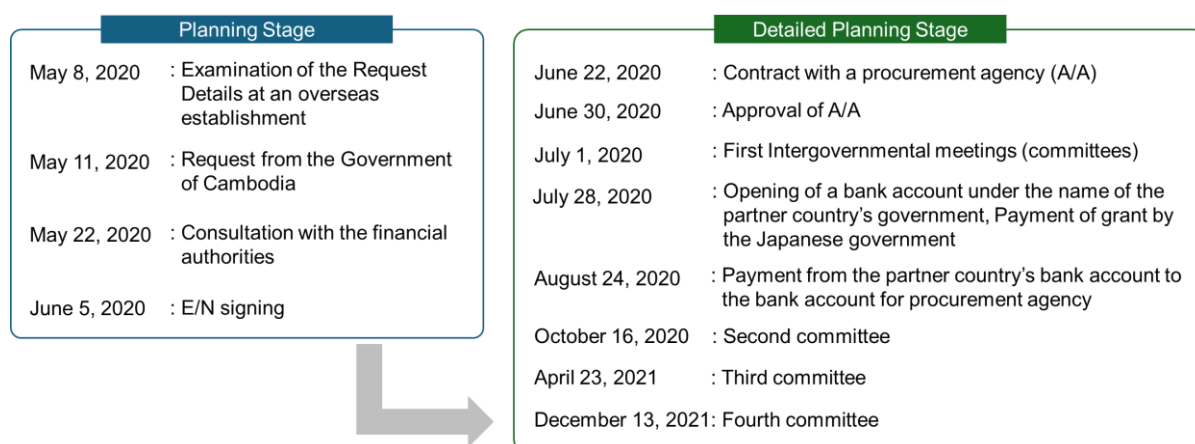 Planning Stage
May 8, 2020 : Examination of the Request
Details at an overseas
establishment
May 11, 2020 : Request from the Government
of Cambodia
May 22, 2020 : Consultation with the financial
authorities
June 5, 2020 : E/N signing
Detailed Planning Stage
June 22, 2020 : Contract with a procurement agency (A/A)
June 30, 2020 : Approval of A/A
July 1, 2020 : First Intergovernmental meetings (committees)
July 28, 2020 : Opening of a bank account under the name of the
partner country's government, Payment of grant by
the Japanese government
August 24, 2020 : Payment from the partner country's bank account to
the bank account for procurement agency
October 16, 2020 : Second committee
April 23, 2021 : Third committee
December 13, 2021: Fourth committee